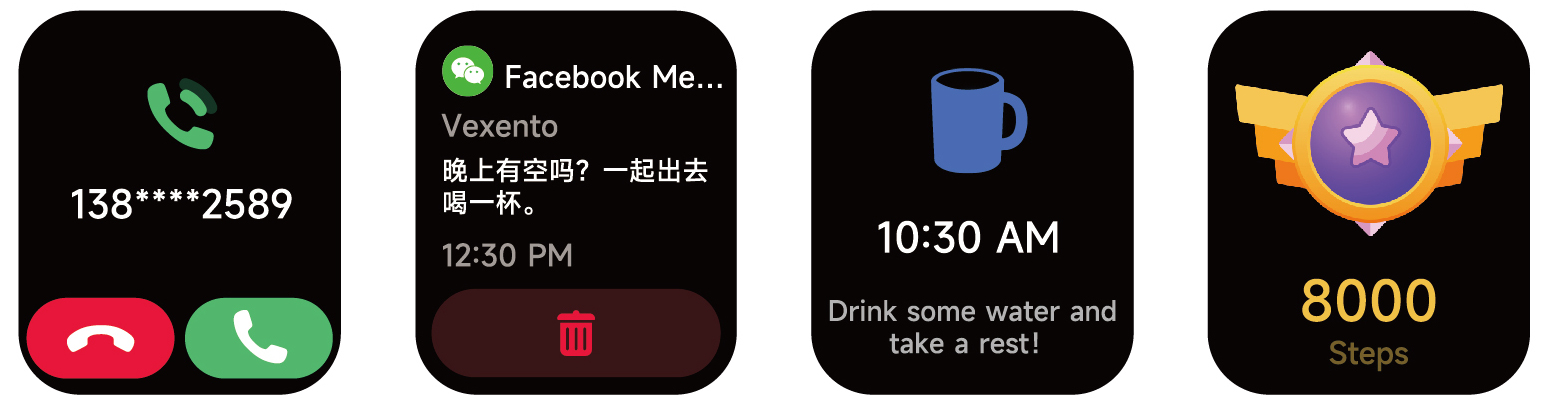 138****2589
Facebook Me...
Vexento
晚上有空吗？一起出去
喝一杯。
12:30 PM
10:30 AM
Drink some water and
take a rest!
8000
Steps